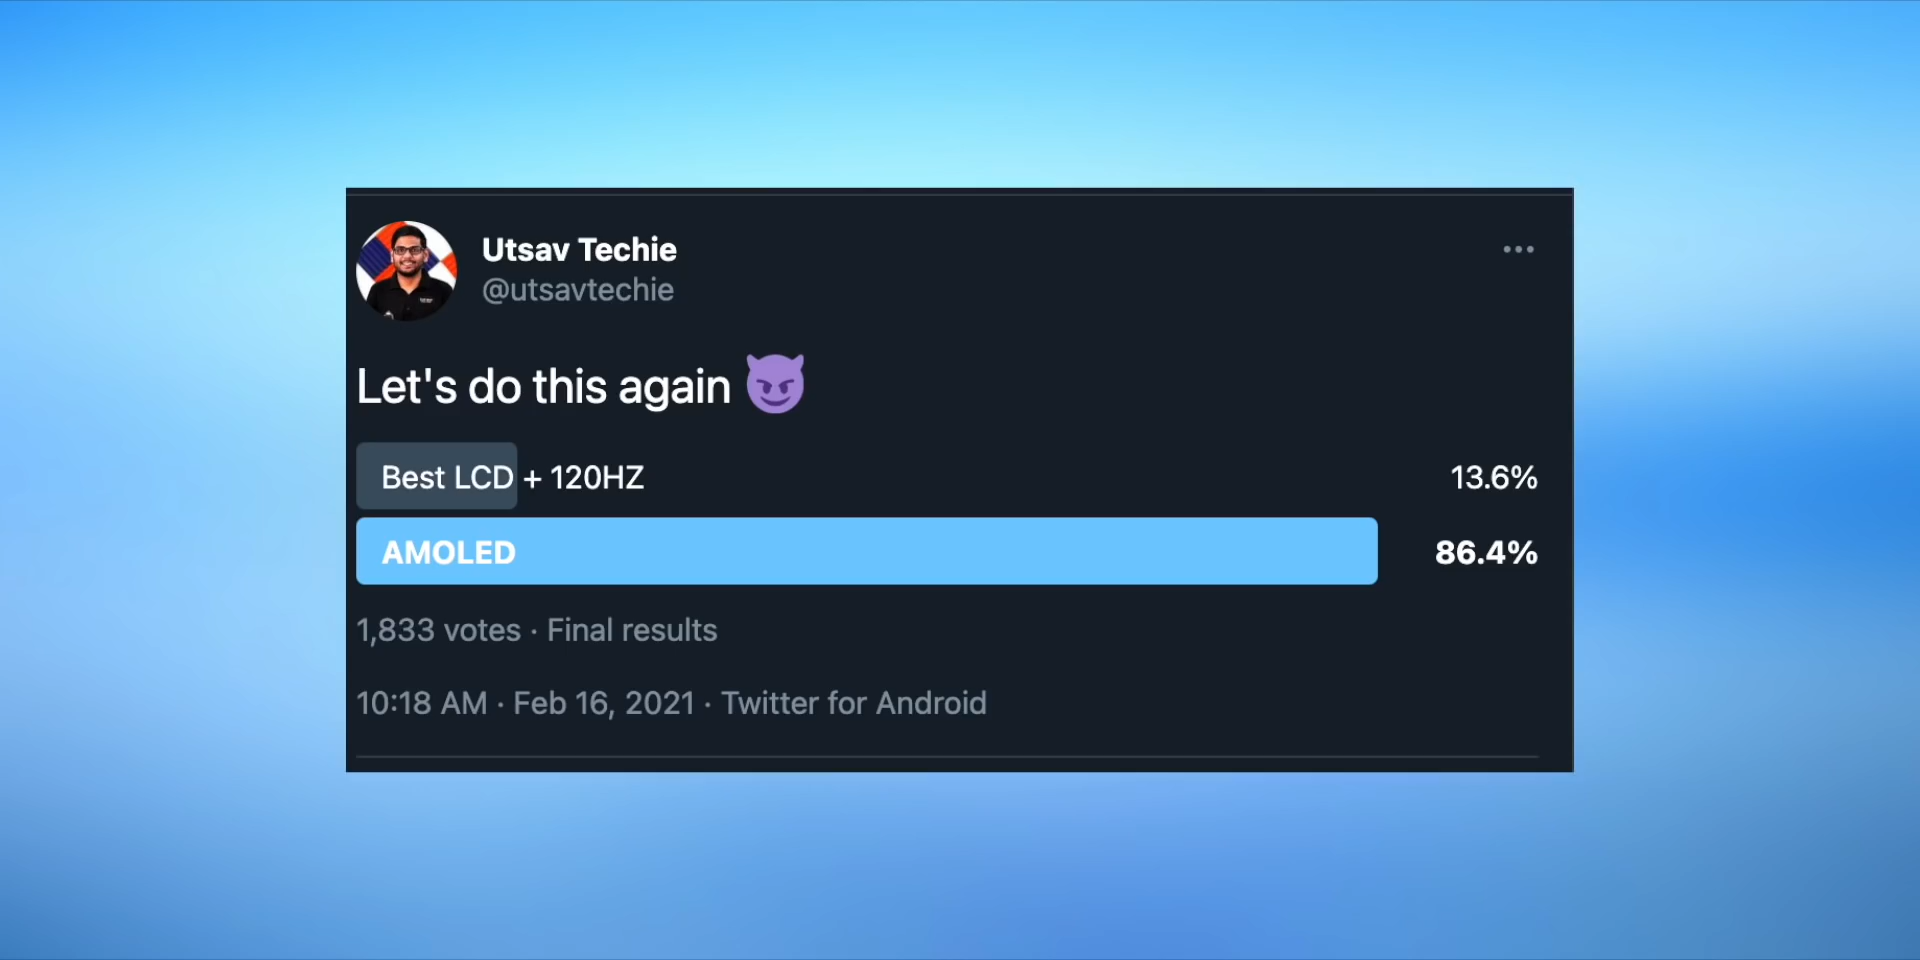 Utsav Techie
@utsavtechie
Let's do this again 😈
Best LCD + 120HZ 13.6%
AMOLED 86.4%
1,833 votes · Final results
10:18 AM · Feb 16, 2021 · Twitter for Android